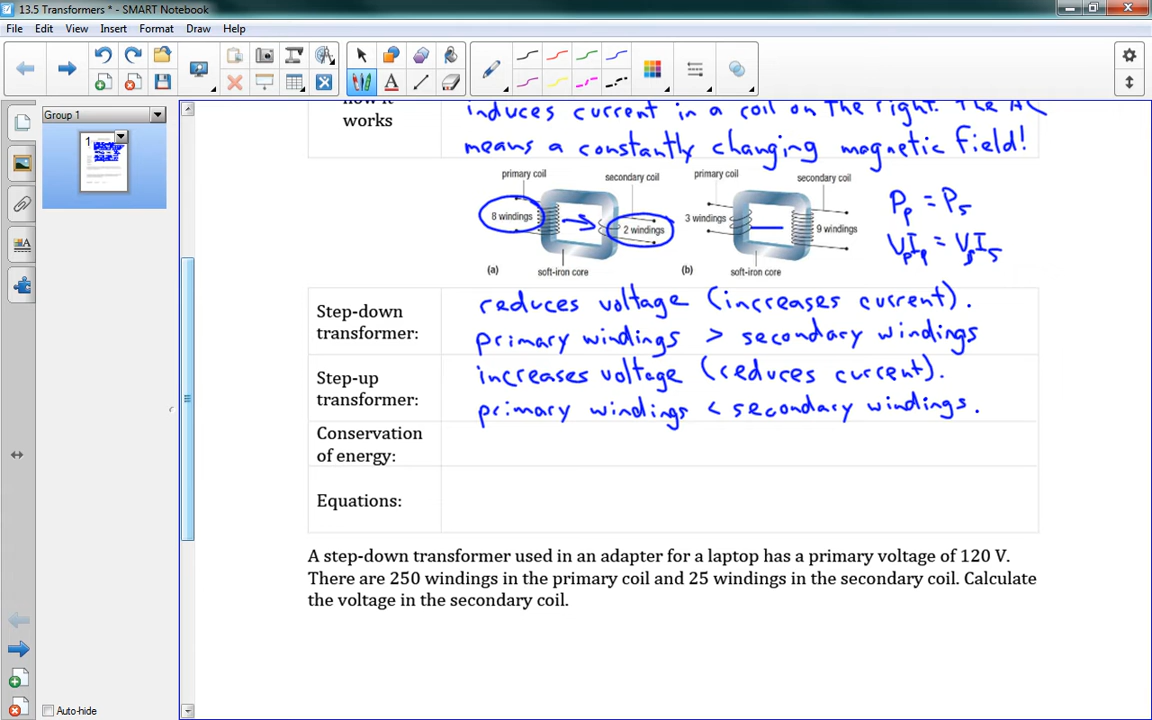 13.5 Transformers * - SMART Notebook
File Edit View Insert Format Draw Help
Group 1
1
how it
works
induces current in a coil on the right. The AC
means a constantly changing magnetic field!
primary coil
secondary coil
primary coil
secondary coil
8 windings
2 windings
3 windings
9 windings
(a)
soft-iron core
(b)
soft-iron core
Pp = Ps
VpIp = VsIs
Step-down
transformer:
reduces voltage (increases current).
primary windings > secondary windings
Step-up
transformer:
increases voltage (reduces current).
primary windings < secondary windings.
Conservation
of energy:
Equations:
A step-down transformer used in an adapter for a laptop has a primary voltage of 120 V.
There are 250 windings in the primary coil and 25 windings in the secondary coil. Calculate
the voltage in the secondary coil.
Auto-hide